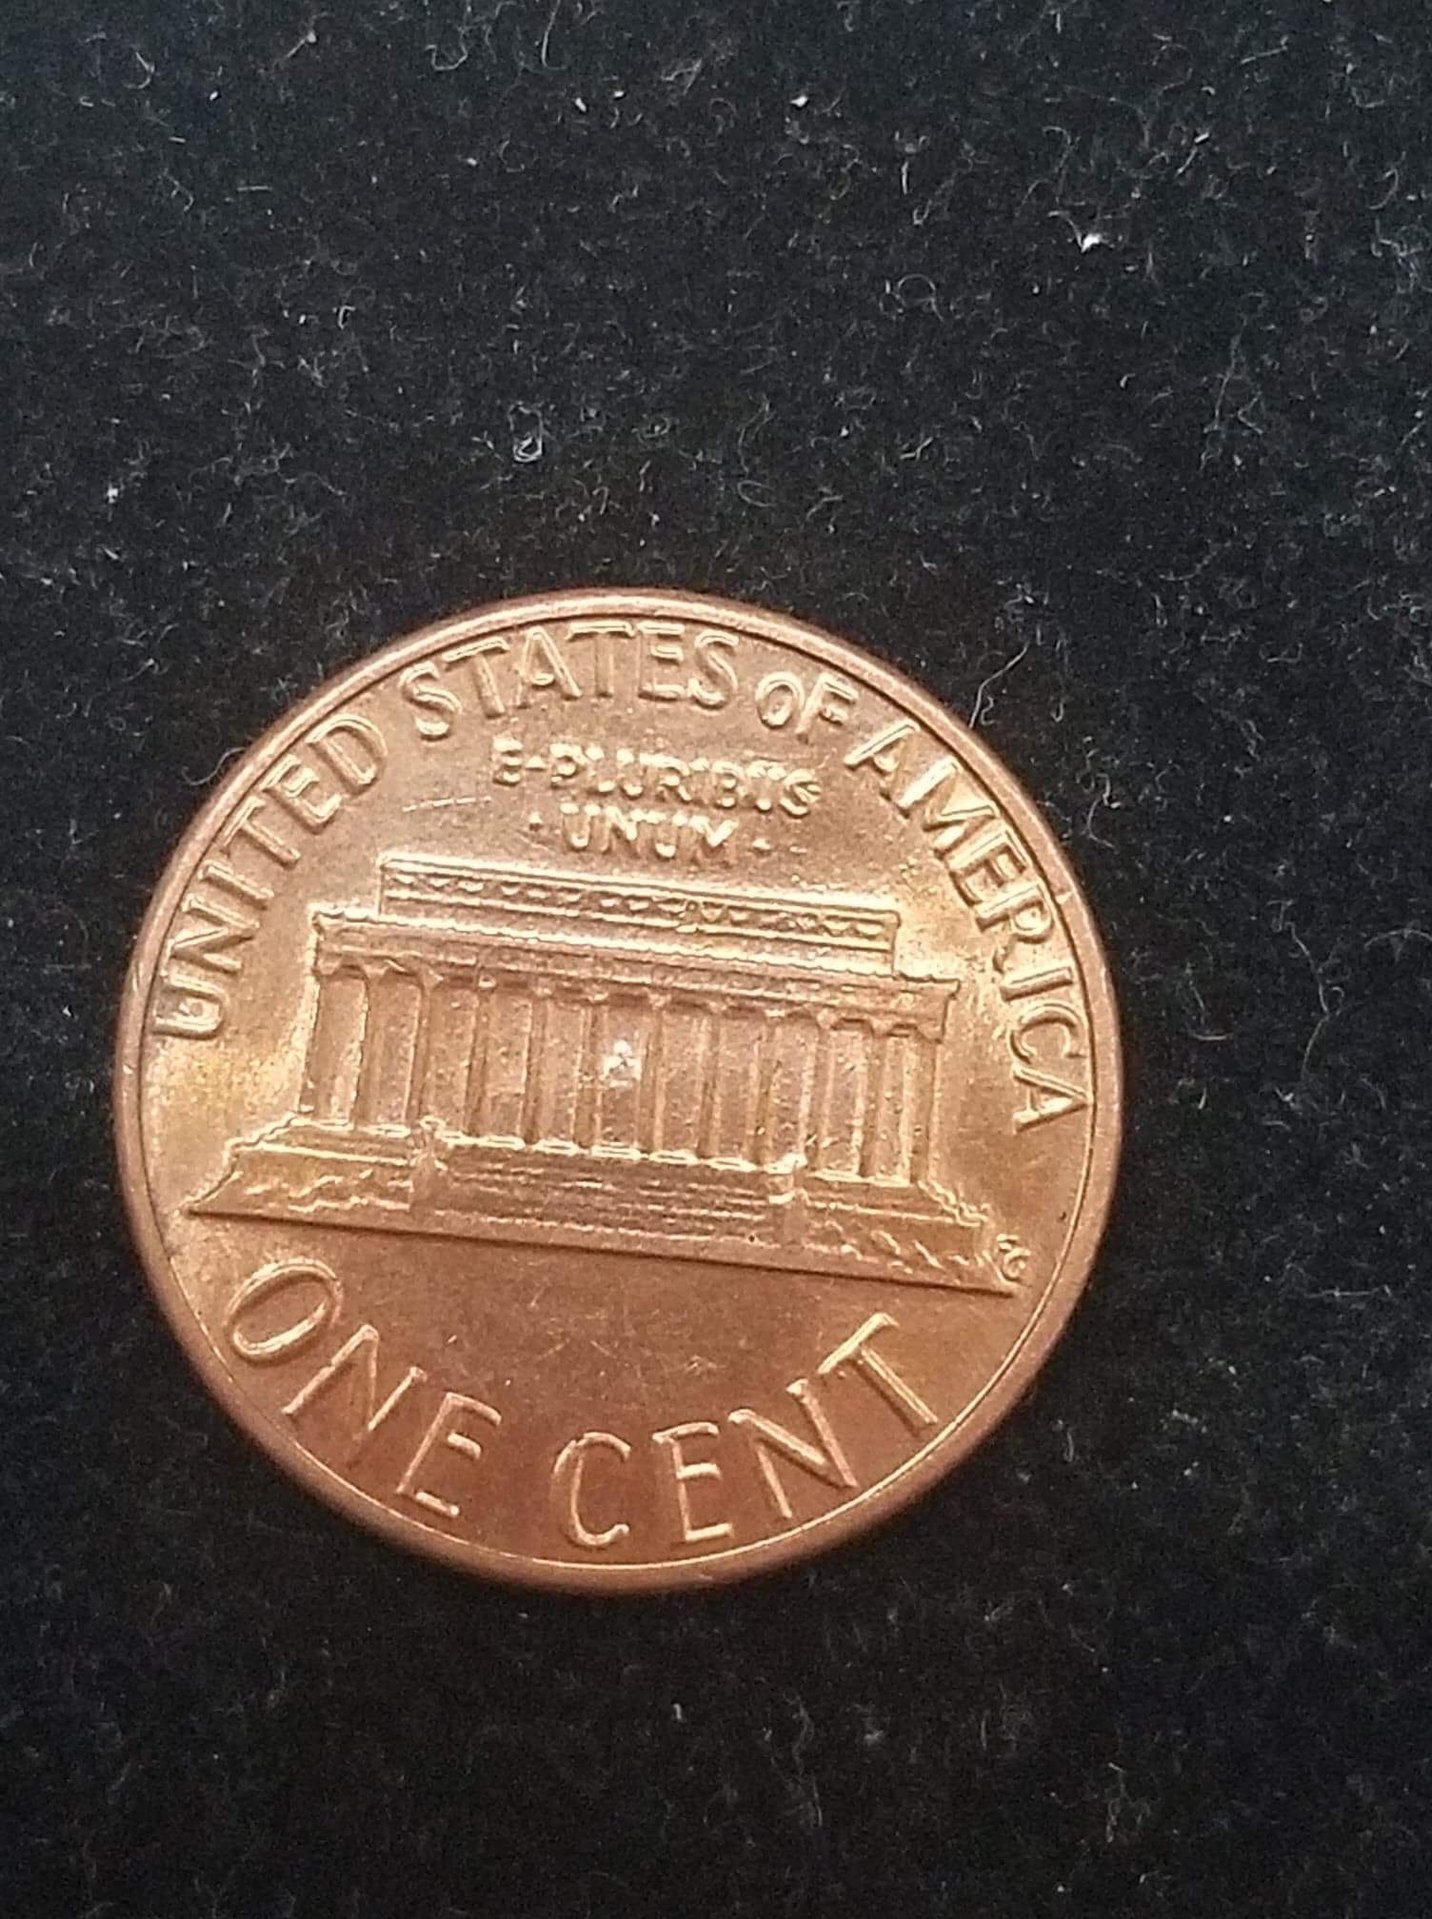 UNITED STATES OF AMERICA
E·PLURIBUS
·UNUM·
ONE CENT